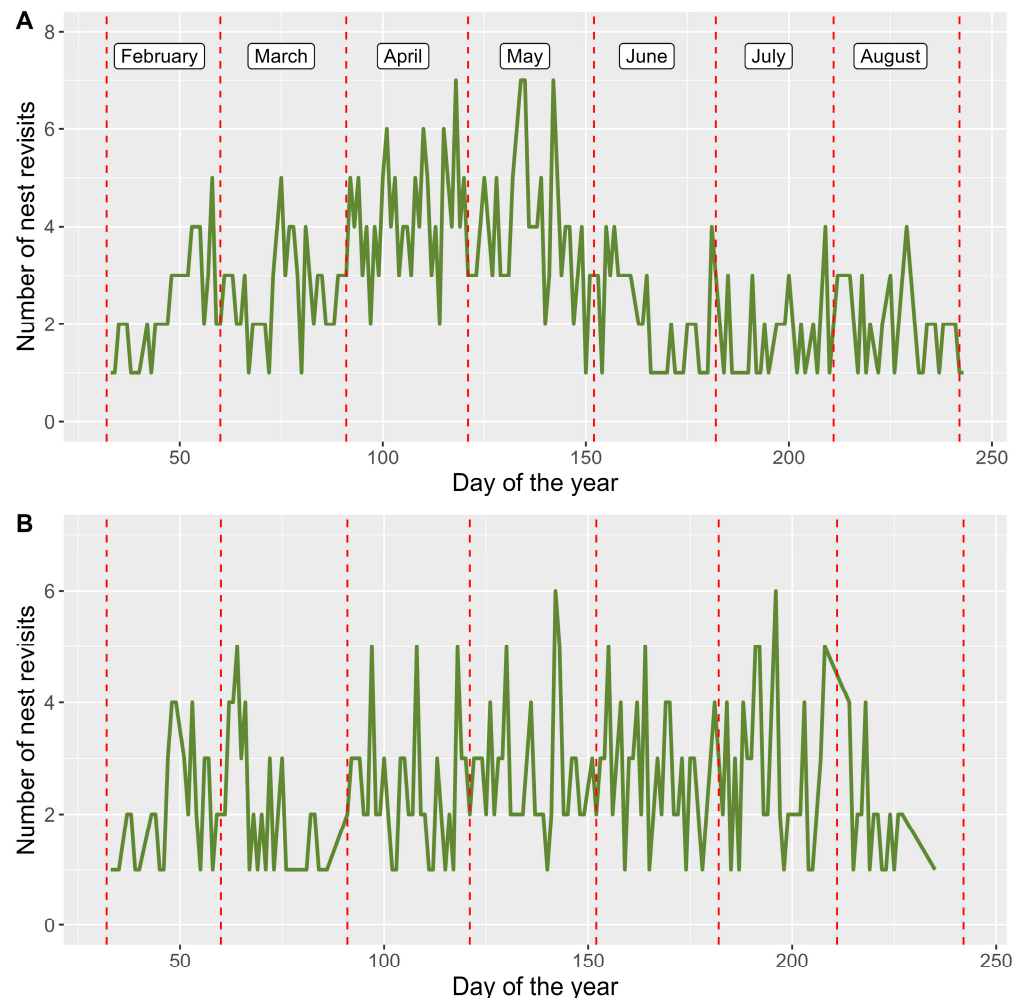 A
8
February March April May June July August
6
4
2
0
Number of nest revisits
50 100 150 200 250
Day of the year
B
6
4
2
0
Number of nest revisits
50 100 150 200 250
Day of the year